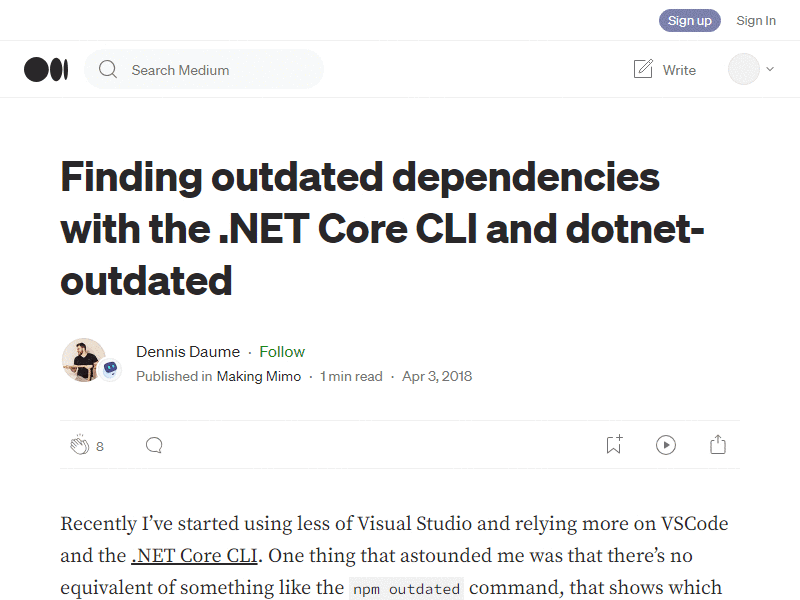 Sign up Sign In
Search Medium Write
Finding outdated dependencies
with the .NET Core CLI and dotnet-
outdated
Dennis Daume · Follow
Published in Making Mimo · 1 min read · Apr 3, 2018
8
Recently I’ve started using less of Visual Studio and relying more on VSCode
and the .NET Core CLI. One thing that astounded me was that there’s no
equivalent of something like the npm outdated command, that shows which